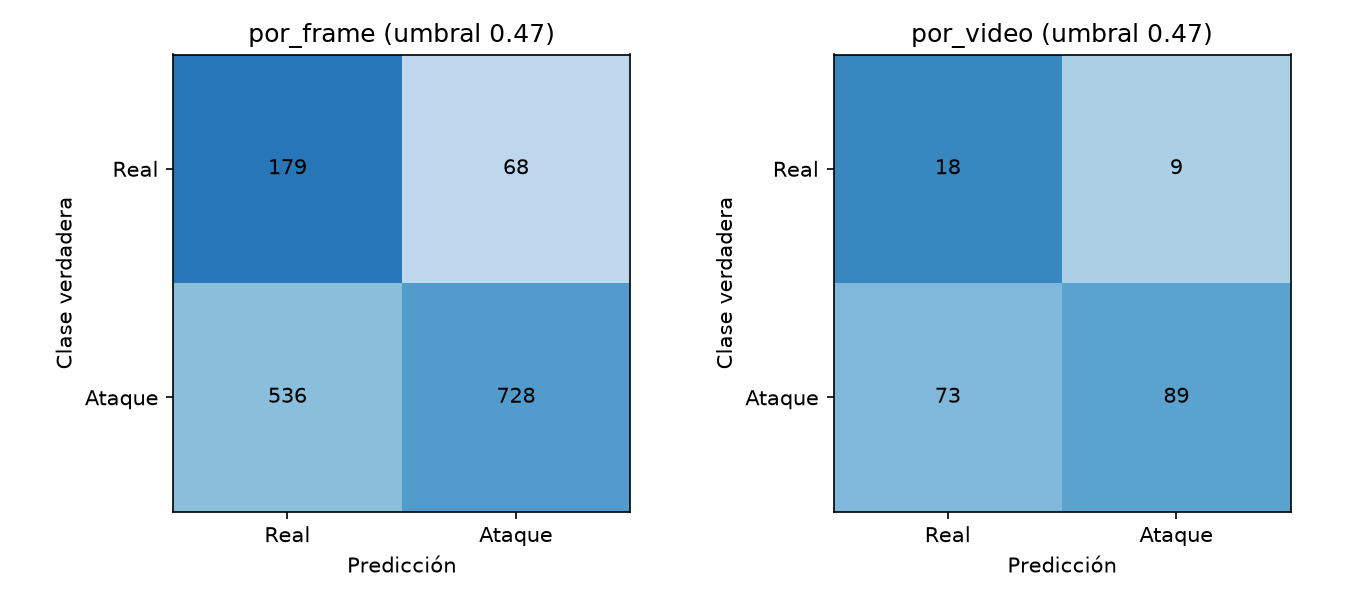 por_frame (umbral 0.47)
Clase verdadera
Real
179
68
Ataque
536
728
Real
Ataque
Predicción
por_video (umbral 0.47)
Clase verdadera
Real
18
9
Ataque
73
89
Real
Ataque
Predicción